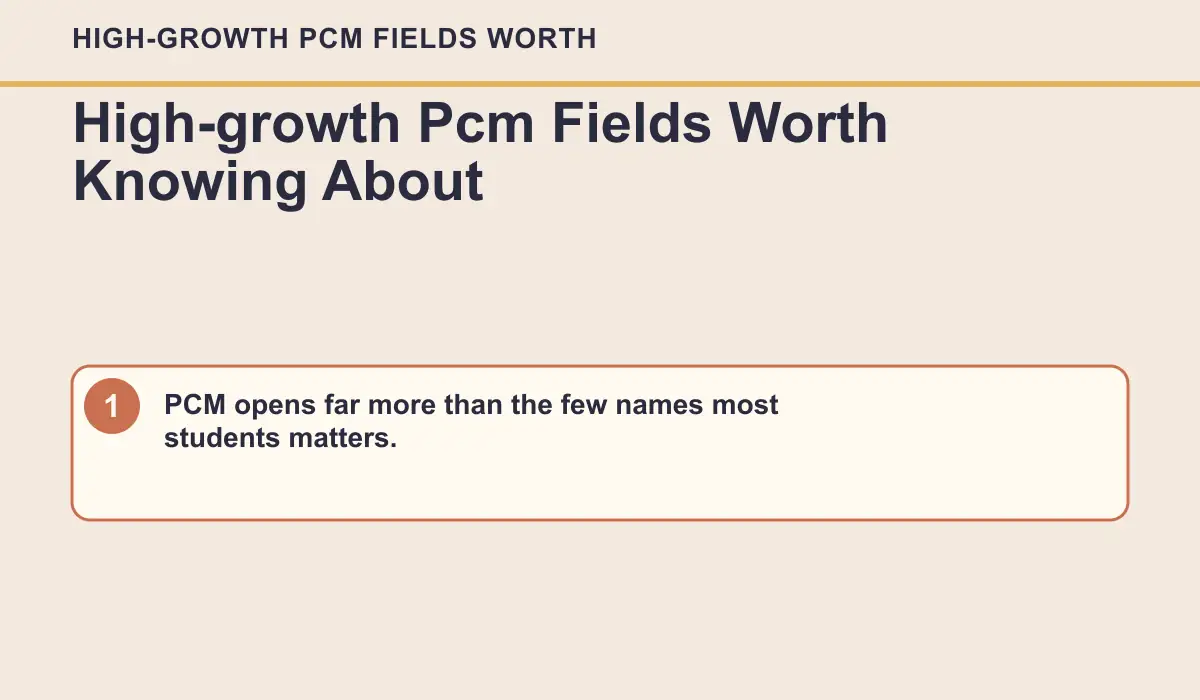 HIGH-GROWTH PCM FIELDS WORTH
High-growth Pcm Fields Worth
Knowing About
1
PCM opens far more than the few names most
students matters.